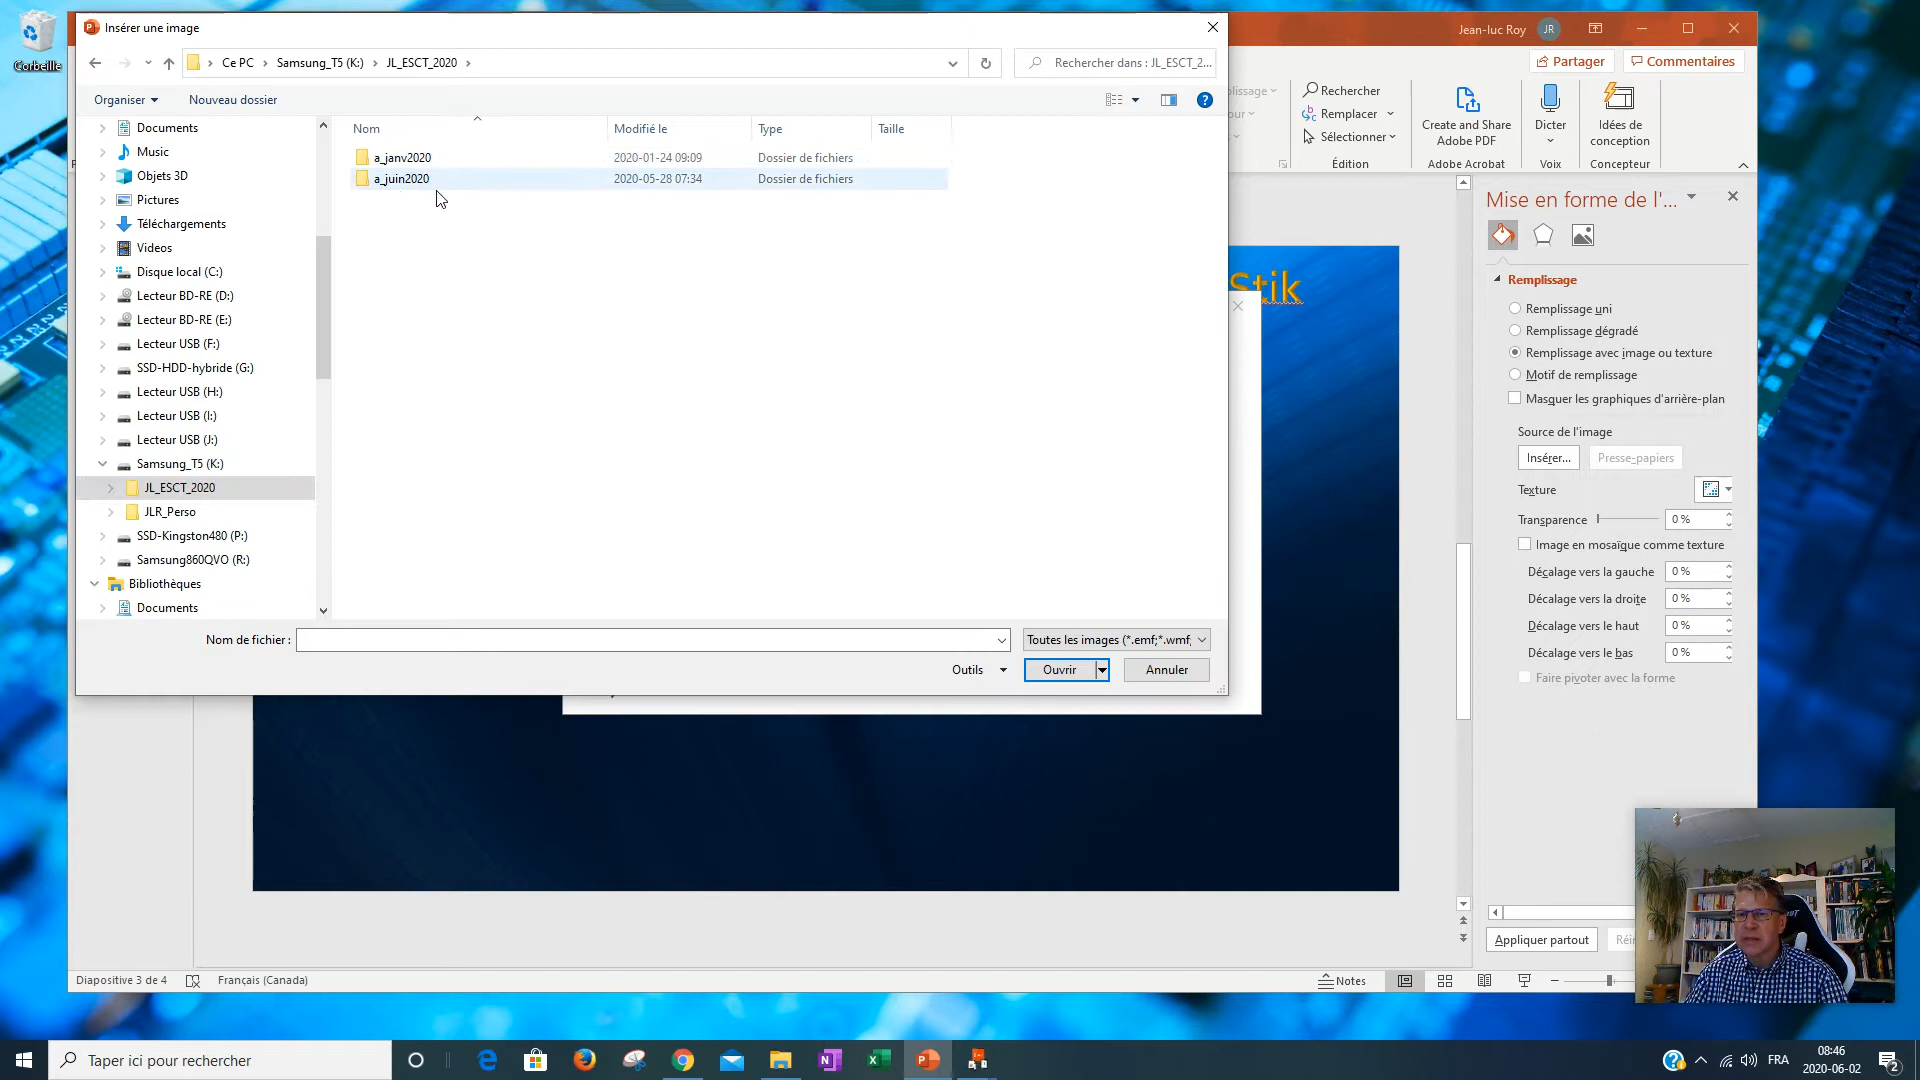 Corbeille
Insérer une image
Jean-luc Roy
JR
Ce PC
Samsung_T5 (K:)
JL_ESCT_2020
Rechercher dans : JL_ESCT_2...
Organiser
Nouveau dossier
Partager
Commentaires
Rechercher
Remplacer
Sélectionner
Édition
Create and Share
Adobe PDF
Adobe Acrobat
Dicter
Voix
Idées de
conception
Concepteur
Nom
Modifié le
Type
Taille
a_janv2020
2020-01-24 09:09
Dossier de fichiers
a_juin2020
2020-05-28 07:34
Dossier de fichiers
Documents
Music
Objets 3D
Pictures
Téléchargements
Videos
Disque local (C:)
Lecteur BD-RE (D:)
Lecteur BD-RE (E:)
Lecteur USB (F:)
SSD-HDD-hybride (G:)
Lecteur USB (H:)
Lecteur USB (I:)
Lecteur USB (J:)
Samsung_T5 (K:)
JL_ESCT_2020
JLR_Perso
SSD-Kingston480 (P:)
Samsung860QVO (R:)
Bibliothèques
Documents
Nom de fichier :
Toutes les images (*.emf;*.wmf;
Outils
Ouvrir
Annuler
Stik
Mise en forme de l'...
Remplissage
Remplissage uni
Remplissage dégradé
Remplissage avec image ou texture
Motif de remplissage
Masquer les graphiques d'arrière-plan
Source de l'image
Insérer...
Presse-papiers
Texture
Transparence
0 %
Image en mosaïque comme texture
Décalage vers la gauche
0 %
Décalage vers la droite
0 %
Décalage vers le haut
0 %
Décalage vers le bas
0 %
Faire pivoter avec la forme
Appliquer partout
Réi
Diapositive 3 de 4
Français (Canada)
Notes
Taper ici pour rechercher
FRA
08:46
2020-06-02
2